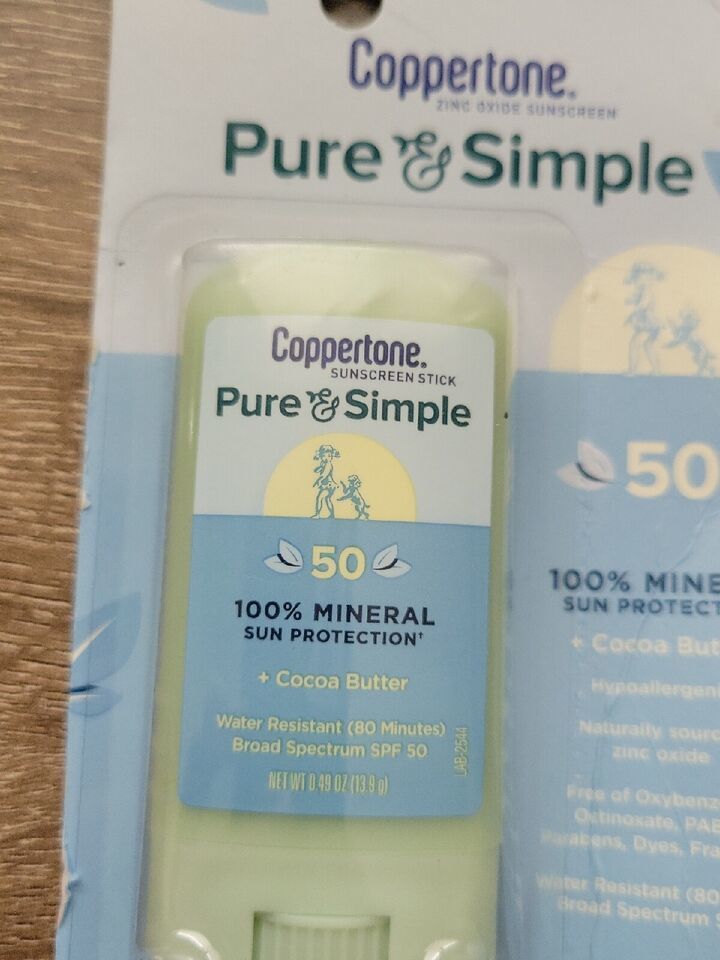 Coppertone.
ZINC OXIDE SUNSCREEN
Pure & Simple
Coppertone.
SUNSCREEN STICK
Pure & Simple
50
100% MINERAL
SUN PROTECTION†
+ Cocoa Butter
Water Resistant (80 Minutes)
Broad Spectrum SPF 50
NET WT 0.49 OZ (13.9 g)
LAB-2544
50
100% MINE
SUN PROTECT
+ Cocoa But
Hypoallergen
Naturally sourc
zinc oxide
Free of Oxybenz
Octinoxate, PAB
Parabens, Dyes, Fra
Water Resistant (80
Broad Spectrum S